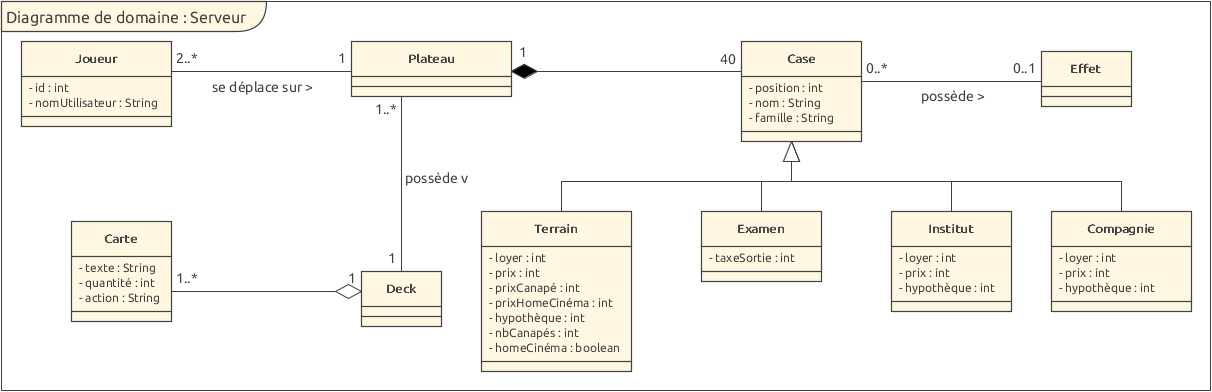 Diagramme de domaine : Serveur
Joueur
- id : int
- nomUtilisateur : String
2..*
1
se déplace sur >
Plateau
1
40
Case
- position : int
- nom : String
- famille : String
0..*
0..1
possède >
Effet
1..*
possède v
1
Carte
- texte : String
- quantité : int
- action : String
1..*
1
Deck
Terrain
- loyer : int
- prix : int
- prixCanapé : int
- prixHomeCinéma : int
- hypothèque : int
- nbCanapés : int
- homeCinéma : boolean
Examen
- taxeSortie : int
Institut
- loyer : int
- prix : int
- hypothèque : int
Compagnie
- loyer : int
- prix : int
- hypothèque : int